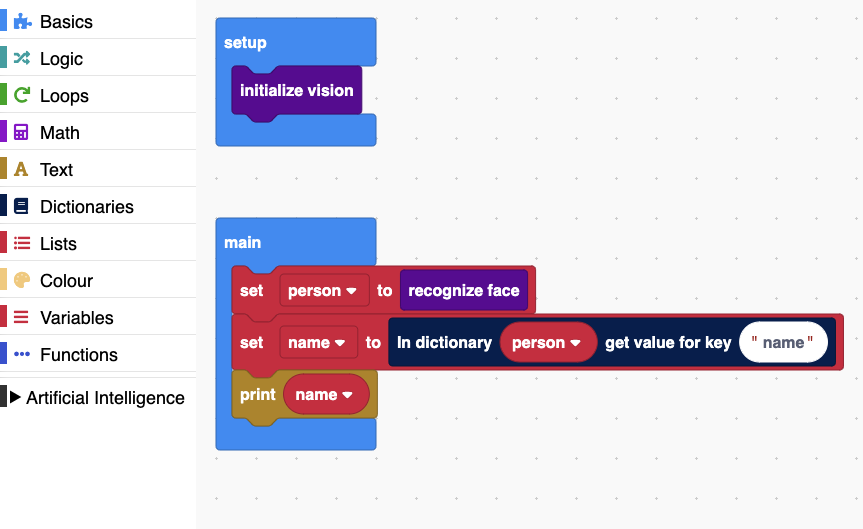 Basics
Logic
Loops
Math
Text
Dictionaries
Lists
Colour
Variables
Functions
Artificial Intelligence
setup
initialize vision
main
set person to recognize face
set name to In dictionary person get value for key " name "
print name